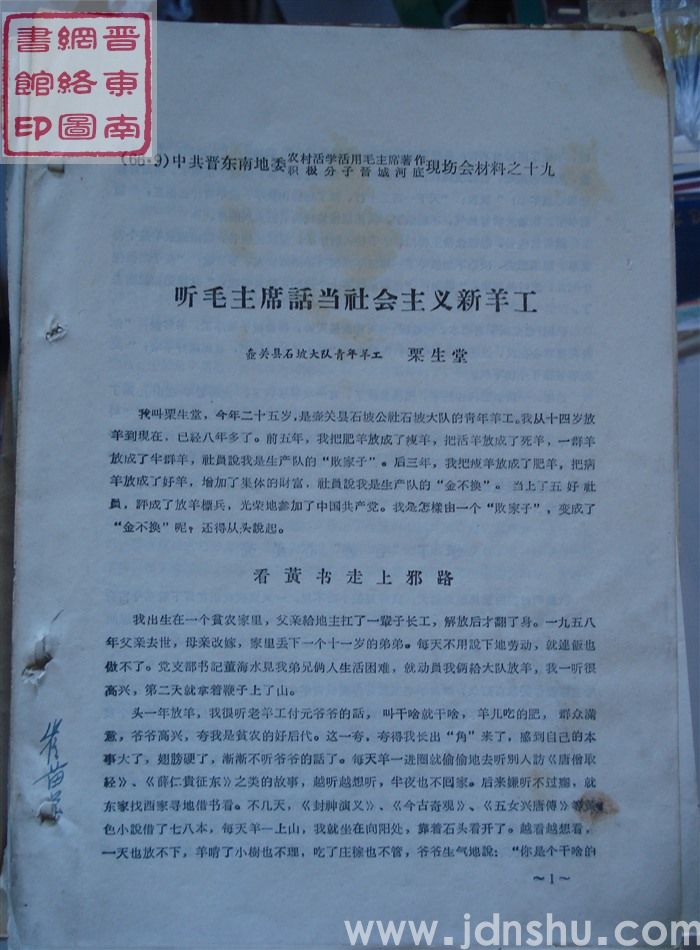 晋东南
網絡圖
書館印
(66·9)中共晋东南地委农村活学活用毛主席著作积极分子晋城河底現场会材料之十九
听毛主席話当社会主义新羊工
壶关县石坡大队青年羊工 栗生堂
我叫栗生堂，今年二十五岁，是壶关县石坡公社石坡大队的青年羊工。我从十四岁放
羊到現在，已經八年多了。前五年，我把肥羊放成了瘦羊，把活羊放成了死羊，一群羊
放成了半群羊，社員說我是生产队的“敗家子”。后三年，我把瘦羊放成了肥羊，把病
羊放成了好羊，增加了集体的財富，社員說我是生产队的“金不换”。当上了五好社
員，評成了放羊標兵，光荣地参加了中国共产党。我是怎樣由一个“敗家子”，变成了
“金不换”呢？还得从头說起。
看黃书走上邪路
我出生在一个貧农家里，父亲給地主扛了一輩子长工，解放后才翻了身。一九五八
年父亲去世，母亲改嫁，家里丢下一个十一岁的弟弟。每天不用說下地劳动，就連飯也
做不了。党支部书記董海水見我弟兄俩人生活困难，就动員我俩給大队放羊，我一听很
高兴，第二天就拿着鞭子上了山。
头一年放羊，我很听老羊工付元爷爷的話，叫干啥就干啥，羊儿吃的肥，群众滿
意，爷爷高兴，夸我是贫农的好后代。这一夸，夸得我长出“角”来了，感到自己的本
事大了，翅膀硬了，漸漸不听爷爷的話了。每天羊一进圈就偷偷地去听別人訪《唐僧取
經》、《薛仁貴征东》之类的故事，越听越想听，半夜也不囘家。后来嫌听不过癮，就
东家找西家寻地借书看。不几天，《封神演义》、《今古奇观》、《五女兴唐傳》等黃
色小說借了七八本，每天羊一上山，我就坐在向阳处，靠着石头看开了。越看越想看，
一天也放不下，羊啃了小樹也不理，吃了庄稼也不管，爷爷生气地說：“你是个干啥的
～1～
www.jdnshu.com